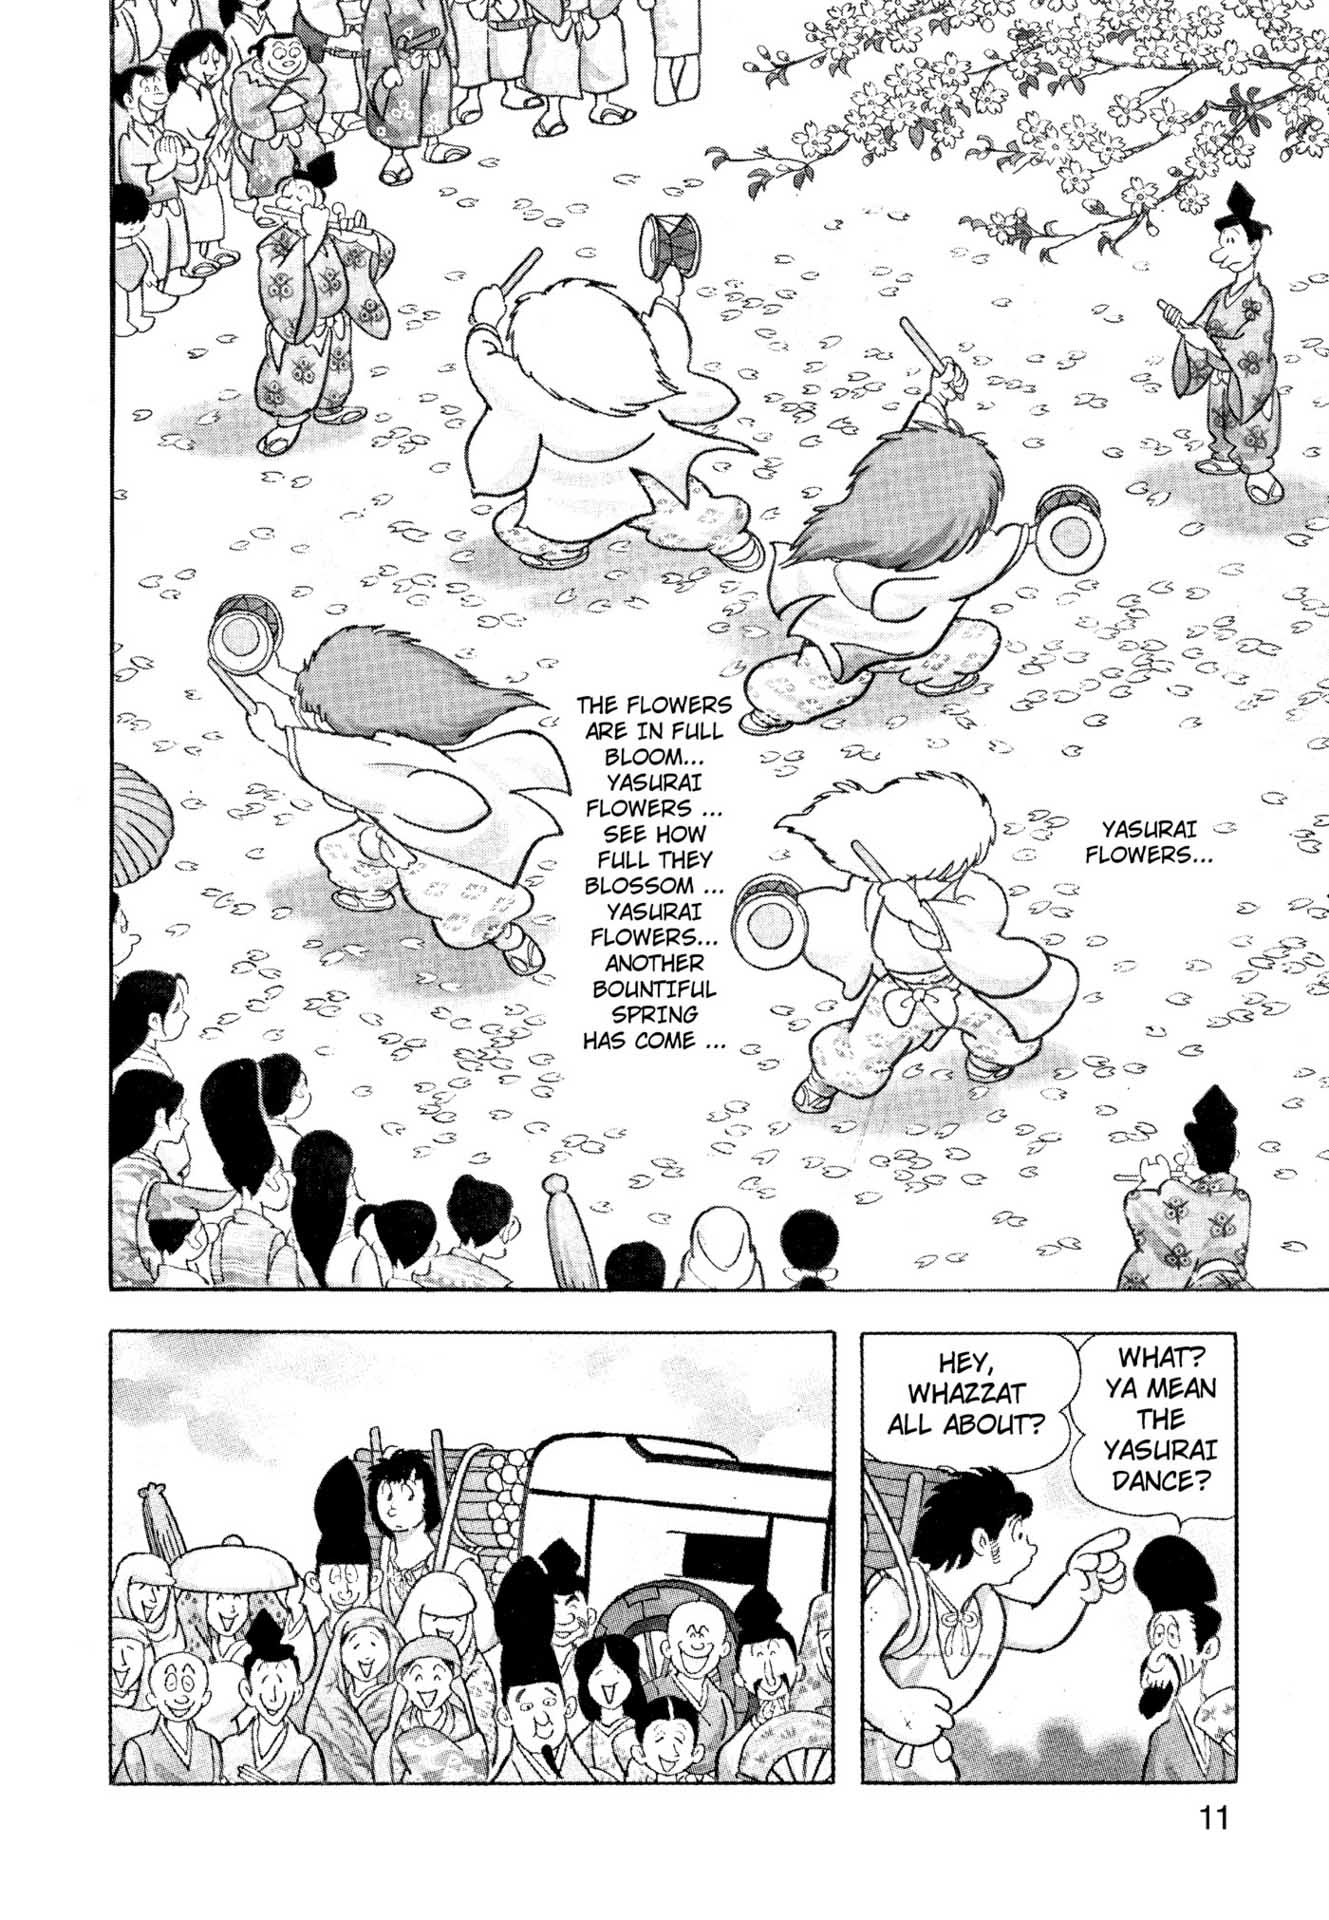 YASURAI
FLOWERS...
THE FLOWERS
ARE IN FULL
BLOOM...
YASURAI
FLOWERS ...
SEE HOW
FULL THEY
BLOSSOM ...
YASURAI
FLOWERS...
ANOTHER
BOUNTIFUL
SPRING
HAS COME ...
HEY,
WHAZZAT
ALL ABOUT?
WHAT?
YA MEAN
THE
YASURAI
DANCE?
11